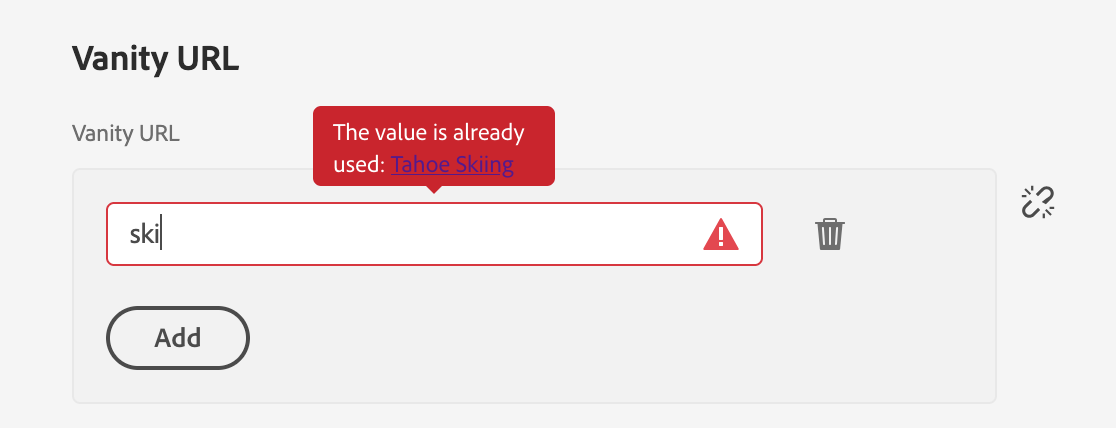 Vanity URL
Vanity URL
The value is already
used: Tahoe Skiing
ski
Add